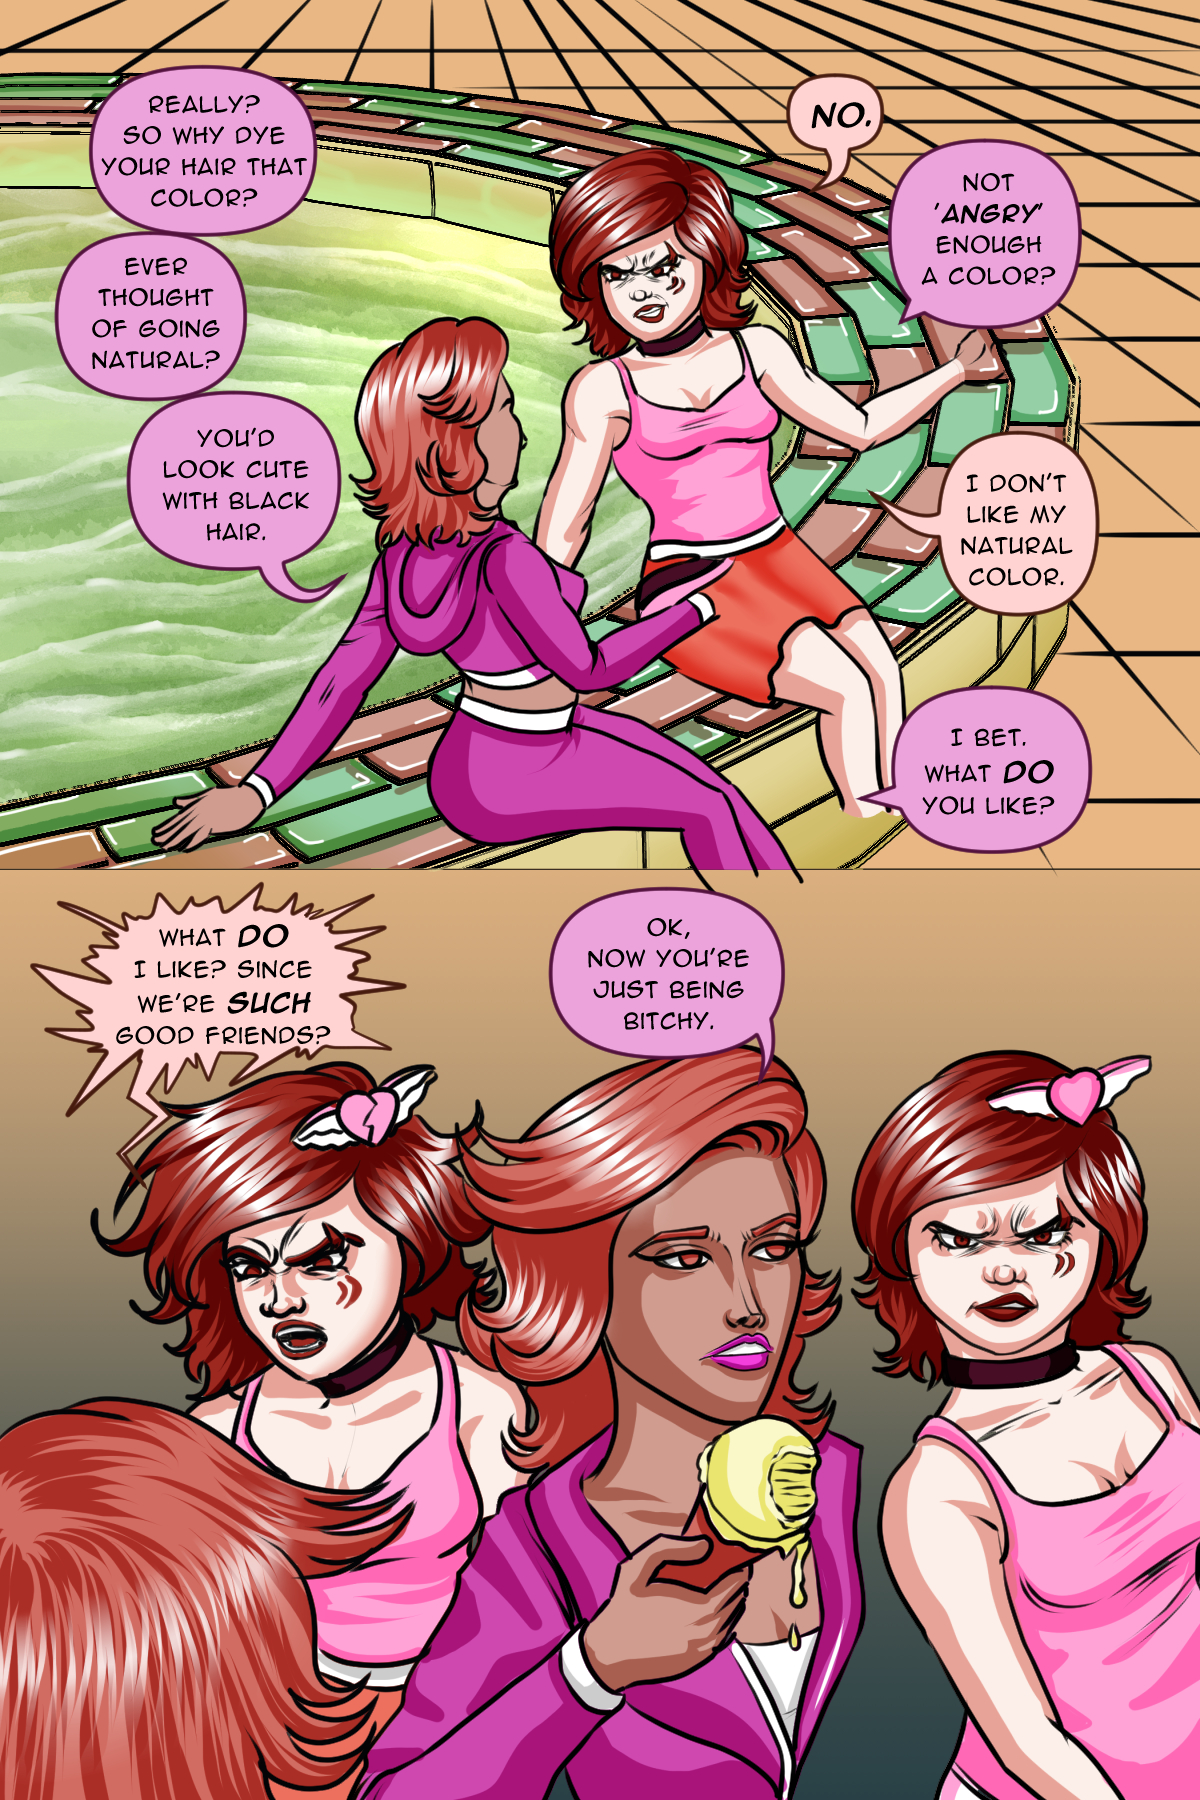 REALLY?
SO WHY DYE
YOUR HAIR THAT
COLOR?
EVER
THOUGHT
OF GOING
NATURAL?
YOU'D
LOOK CUTE
WITH BLACK
HAIR.
NO.
NOT
'ANGRY'
ENOUGH
A COLOR?
I DON'T
LIKE MY
NATURAL
COLOR.
I BET.
WHAT DO
YOU LIKE?
WHAT DO
I LIKE? SINCE
WE'RE SUCH
GOOD FRIENDS?
OK,
NOW YOU'RE
JUST BEING
BITCHY.